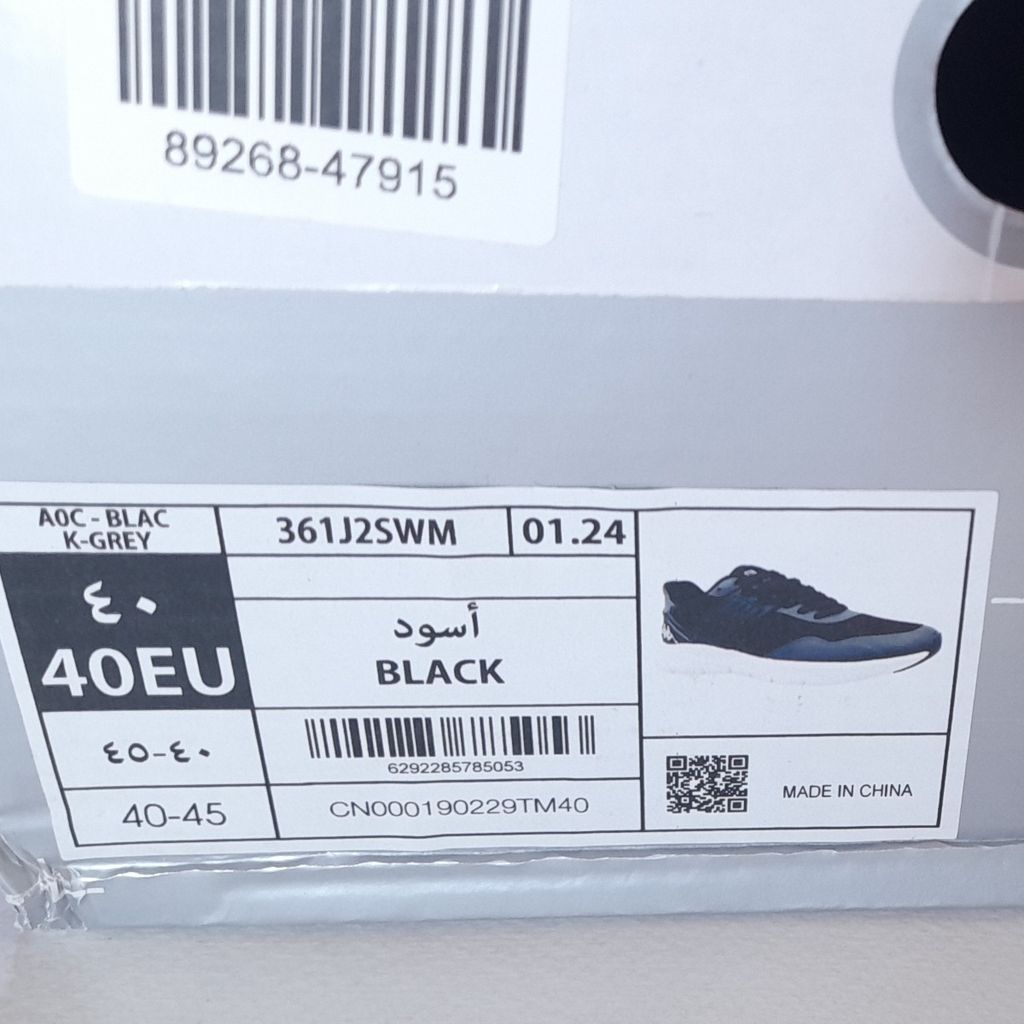 89268-47915
A0C - BLAC
K-GREY
361J2SWM
01.24
٤٠
40EU
أسود
BLACK
٤٥-٤٠
6292285785053
40-45
CN000190229TM40
MADE IN CHINA